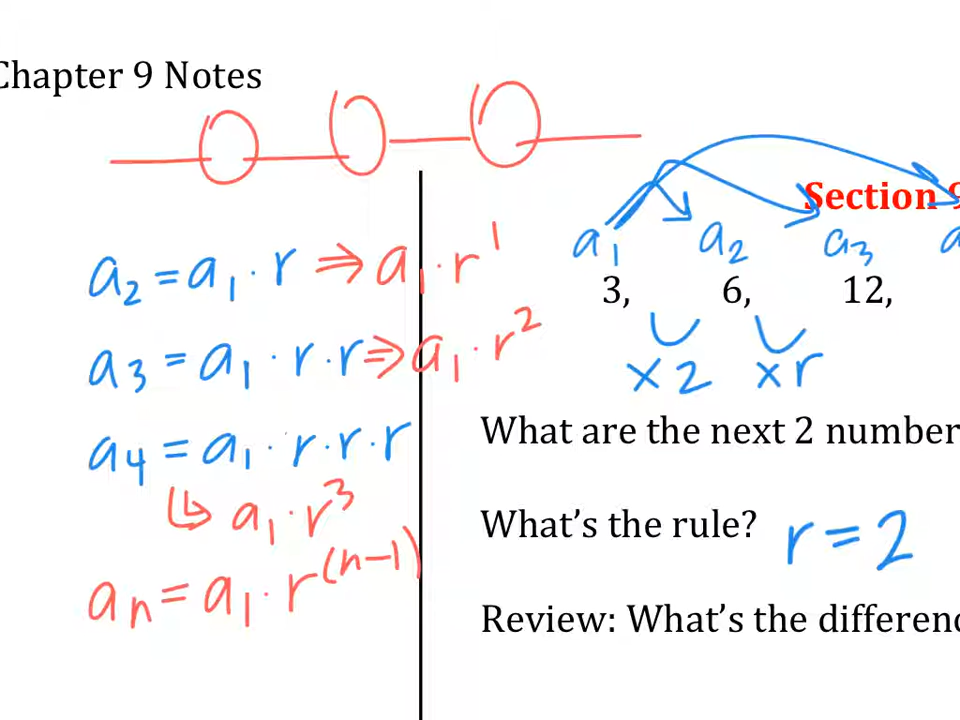 Chapter 9 Notes
Section 9
a₂ = a₁ · r ⇒ a₁ · r¹
a₃ = a₁ · r · r ⇒ a₁ · r²
a₄ = a₁ · r · r · r
↳ a₁ · r³
aₙ = a₁ · r⁽ⁿ⁻¹⁾
a₁ a₂ a₃ a
3, 6, 12,
×2 ×r
What are the next 2 number
What's the rule? r = 2
Review: What's the differenc